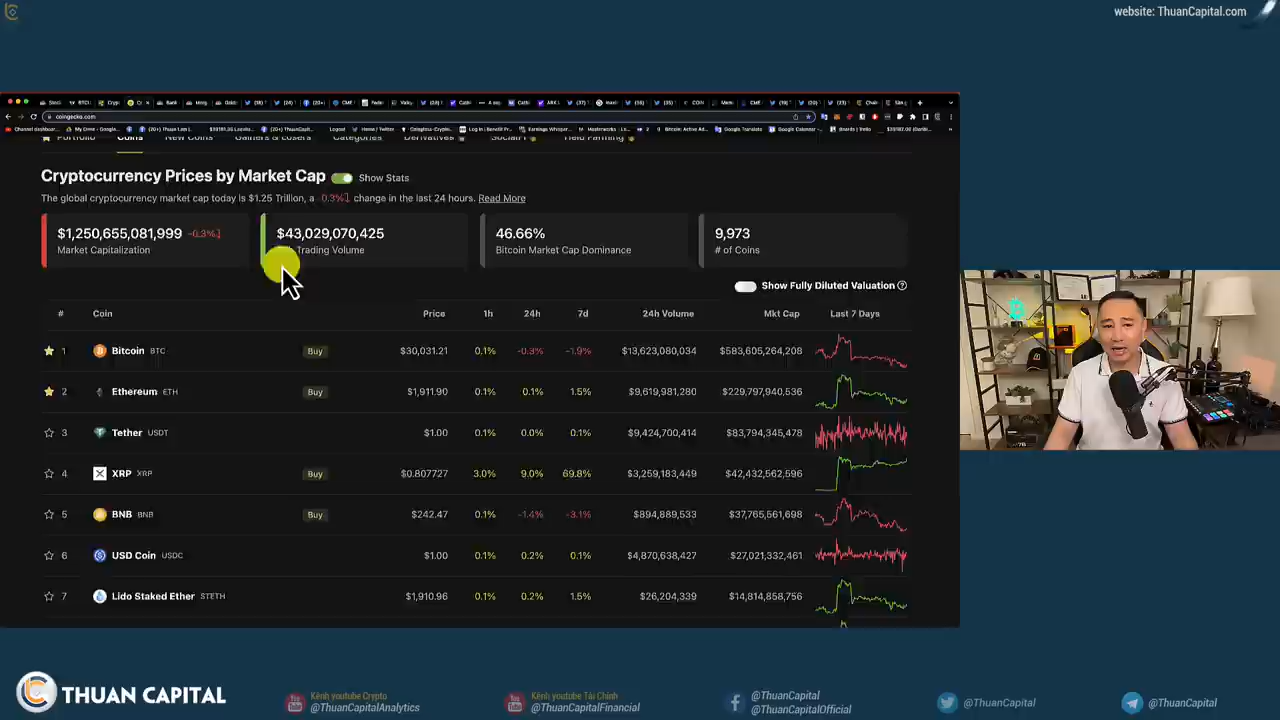 website: ThuanCapital.com
coingecko.com
Cryptocurrency Prices by Market Cap
Show Stats
The global cryptocurrency market cap today is $1.25 Trillion, a -0.3% change in the last 24 hours. Read More
$1,250,655,081,999 -0.3%
Market Capitalization
$43,029,070,425
Trading Volume
46.66%
Bitcoin Market Cap Dominance
9,973
# of Coins
Show Fully Diluted Valuation
# Coin Price 1h 24h 7d 24h Volume Mkt Cap Last 7 Days
1 Bitcoin BTC Buy $30,031.21 0.1% -0.3% -1.9% $13,623,080,034 $583,605,264,208
2 Ethereum ETH Buy $1,911.90 0.1% 0.1% 1.5% $9,619,981,280 $229,797,940,536
3 Tether USDT $1.00 0.1% 0.0% 0.1% $9,424,700,414 $83,794,345,478
4 XRP XRP Buy $0.807727 3.0% 9.0% 69.8% $3,259,183,449 $42,432,562,596
5 BNB BNB Buy $242.47 0.1% -1.4% -3.1% $894,889,533 $37,765,561,698
6 USD Coin USDC $1.00 0.1% 0.2% 0.1% $4,870,638,427 $27,021,332,461
7 Lido Staked Ether STETH $1,910.96 0.1% 0.2% 1.5% $26,204,339 $14,814,858,756
THUAN CAPITAL
Kênh youtube Crypto
@ThuanCapitalAnalytics
Kênh youtube Tài Chính
@ThuanCapitalFinancial
@ThuanCapital
@ThuanCapitalOfficial
@ThuanCapital
@ThuanCapital